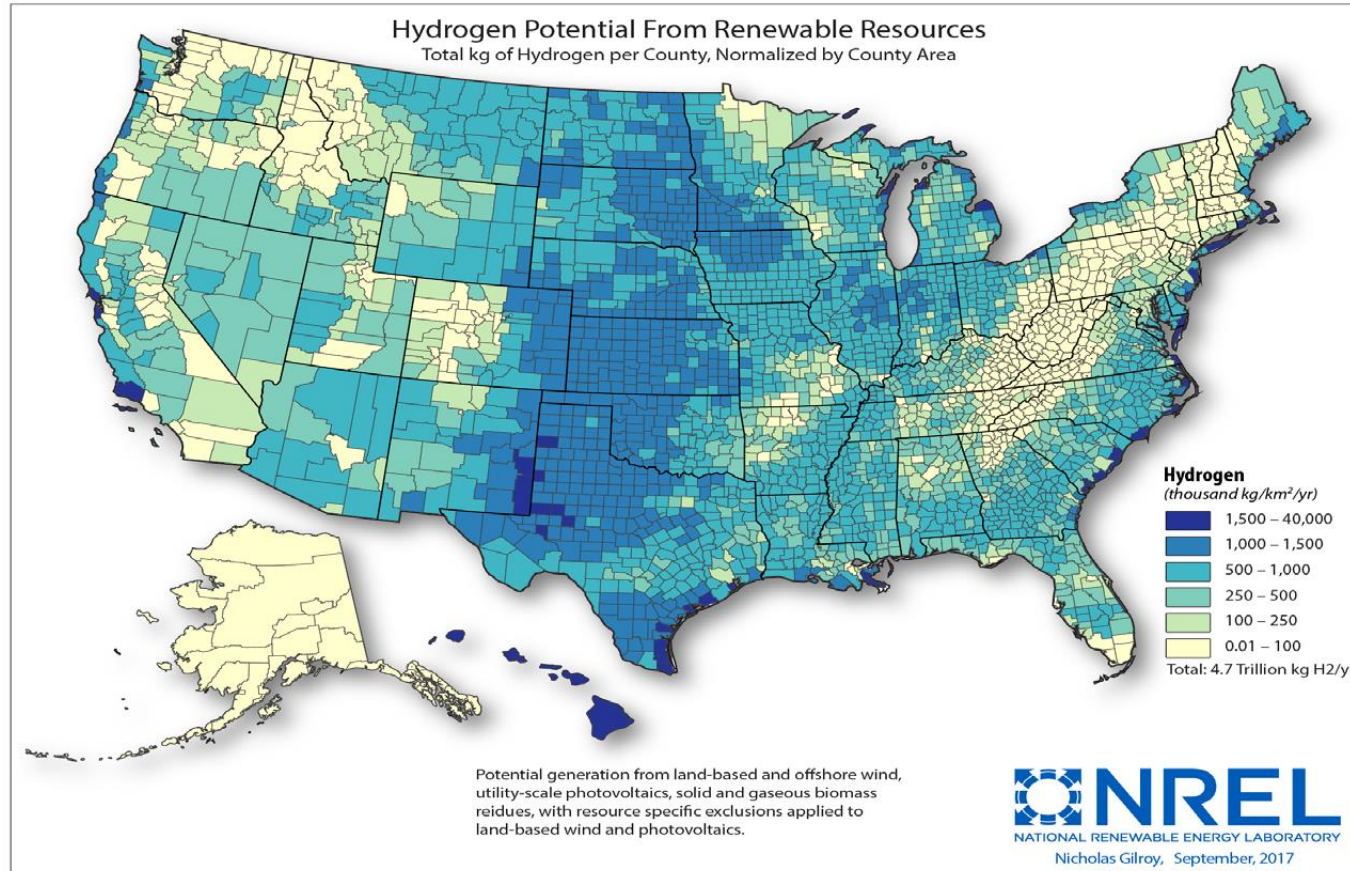 Hydrogen Potential From Renewable Resources
Total kg of Hydrogen per County, Normalized by County Area
Hydrogen
(thousand kg/km²/yr)
1,500 – 40,000
1,000 – 1,500
500 – 1,000
250 – 500
100 – 250
0.01 – 100
Total: 4.7 Trillion kg H2/y
Potential generation from land-based and offshore wind,
utility-scale photovoltaics, solid and gaseous biomass
residues, with resource specific exclusions applied to
land-based wind and photovoltaics.
NREL
NATIONAL RENEWABLE ENERGY LABORATORY
Nicholas Gilroy, September, 2017